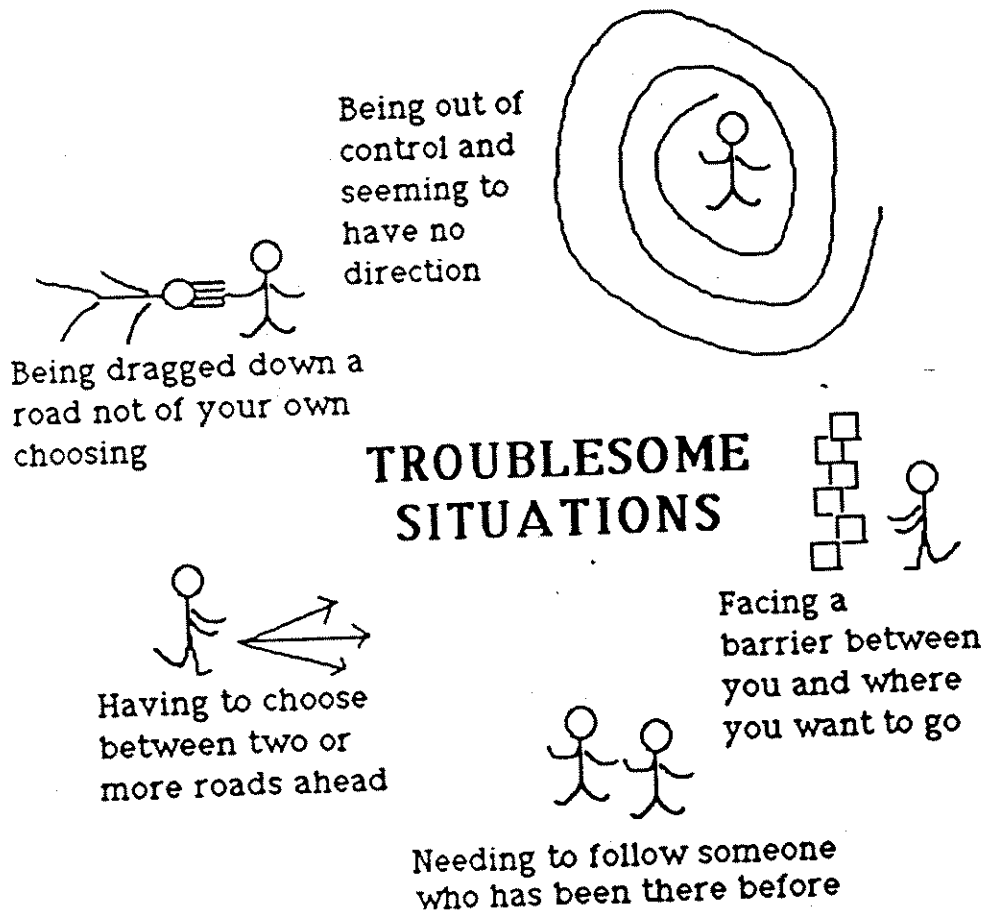 Being out of
control and
seeming to
have no
direction
Being dragged down a
road not of your own
choosing
TROUBLESOME
SITUATIONS
Facing a
barrier between
you and where
you want to go
Having to choose
between two or
more roads ahead
Needing to follow someone
who has been there before